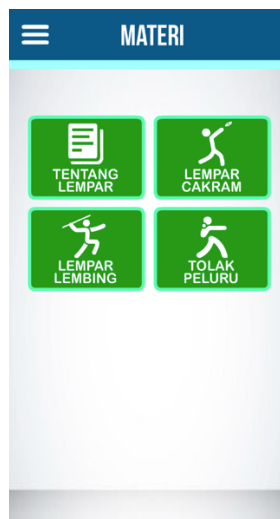 MATERI
TENTANG
LEMPAR
LEMPAR
CAKRAM
LEMPAR
LEMBING
TOLAK
PELURU